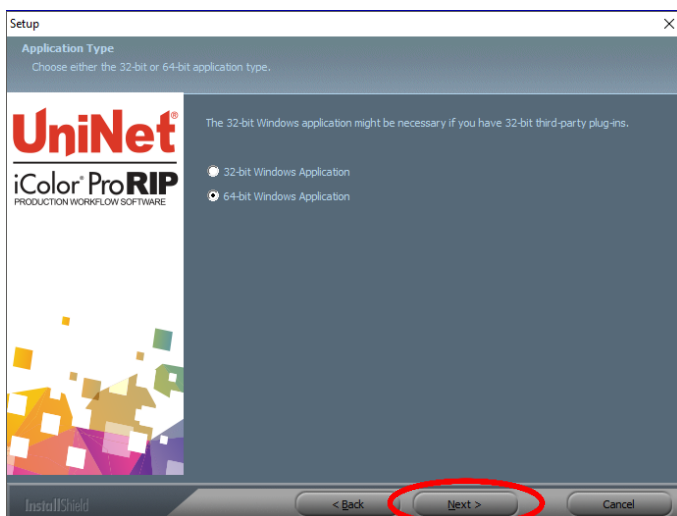 Setup
Application Type
Choose either the 32-bit or 64-bit application type.
UniNet®
iColor® ProRIP
PRODUCTION WORKFLOW SOFTWARE
The 32-bit Windows application might be necessary if you have 32-bit third-party plug-ins.
32-bit Windows Application
64-bit Windows Application
InstallShield
< Back
Next >
Cancel